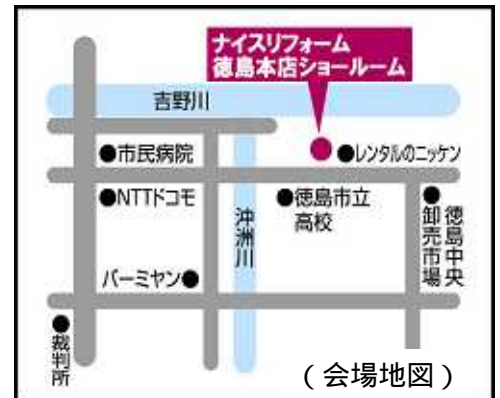 ナイスリフォーム
徳島本店ショールーム
吉野川
●市民病院
●レンタルのニッケン
●NTTドコモ
●徳島市立
高校
沖洲川
●徳島中央
卸売市場
バーミヤン●
●裁判所
(会場地図)